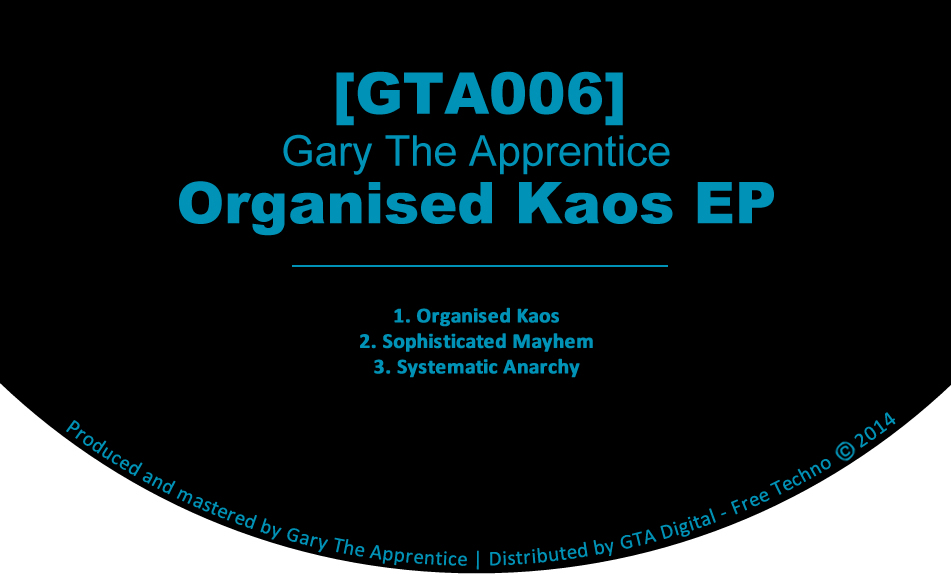 [GTA006]
Gary The Apprentice
Organised Kaos EP
1. Organised Kaos
2. Sophisticated Mayhem
3. Systematic Anarchy
Produced and mastered by Gary The Apprentice | Distributed by GTA Digital - Free Techno © 2014